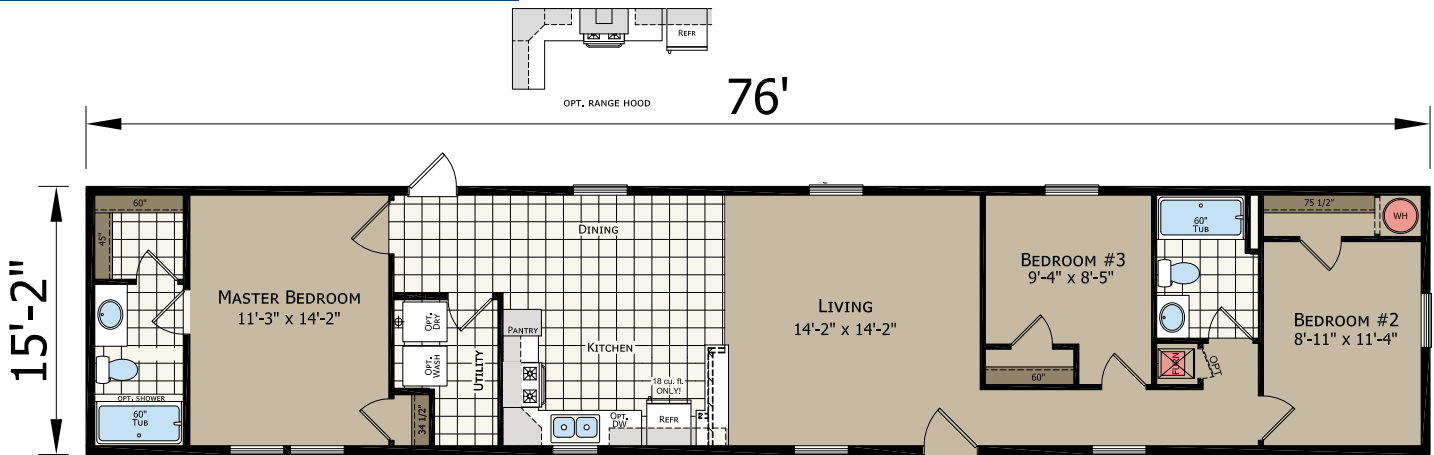 REFR
OPT. RANGE HOOD
76'
15'-2"
60"
45"
OPT. SHOWER
60"
TUB
MASTER BEDROOM
11'-3" x 14'-2"
34 1/2"
OPT.
DRY
OPT.
WASH
UTILITY
DINING
PANTRY
KITCHEN
18 cu. ft.
ONLY!
OPT.
DW
REFR
LIVING
14'-2" x 14'-2"
BEDROOM #3
9'-4" x 8'-5"
60"
60"
TUB
FURN
OPT.
75 1/2"
WH
BEDROOM #2
8'-11" x 11'-4"